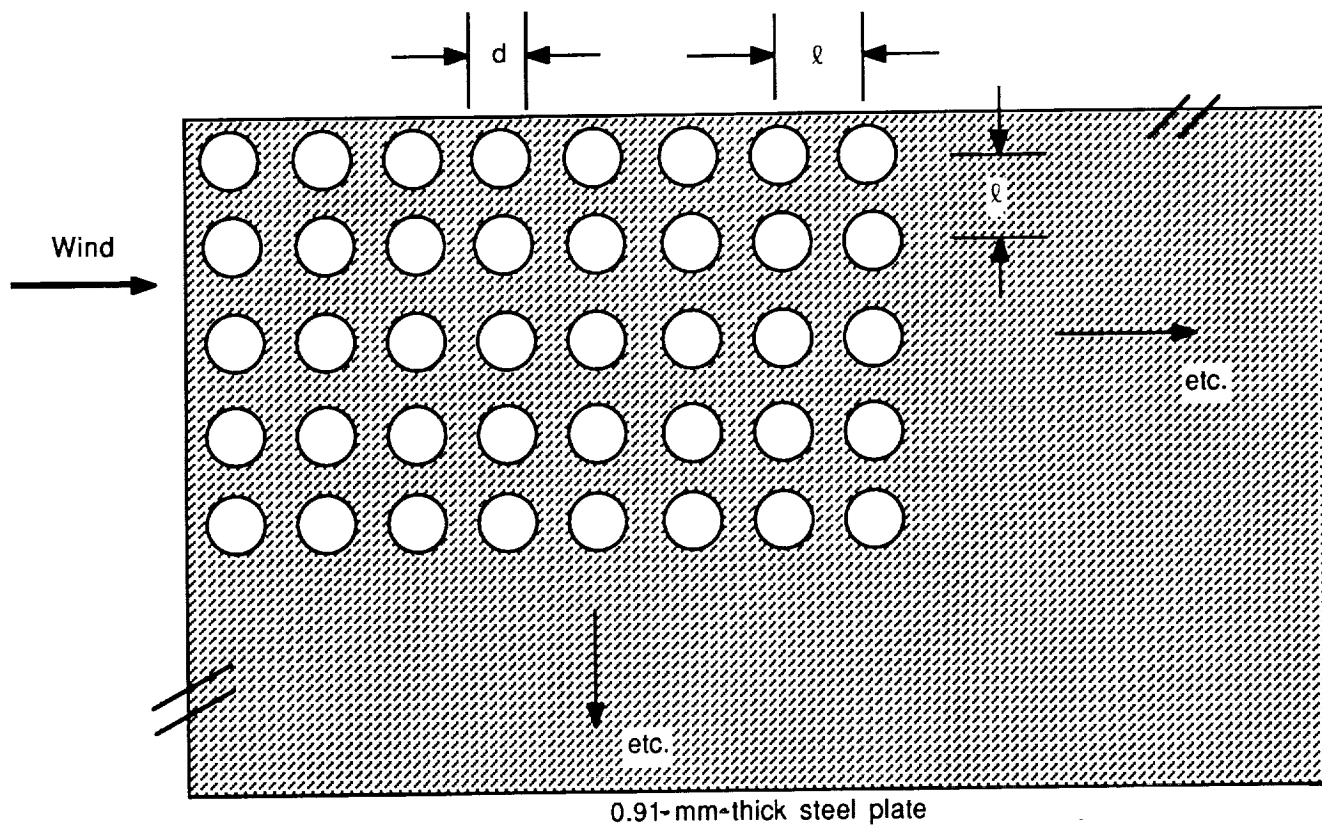 d
ℓ
ℓ
Wind
etc.
etc.
0.91-mm-thick steel plate